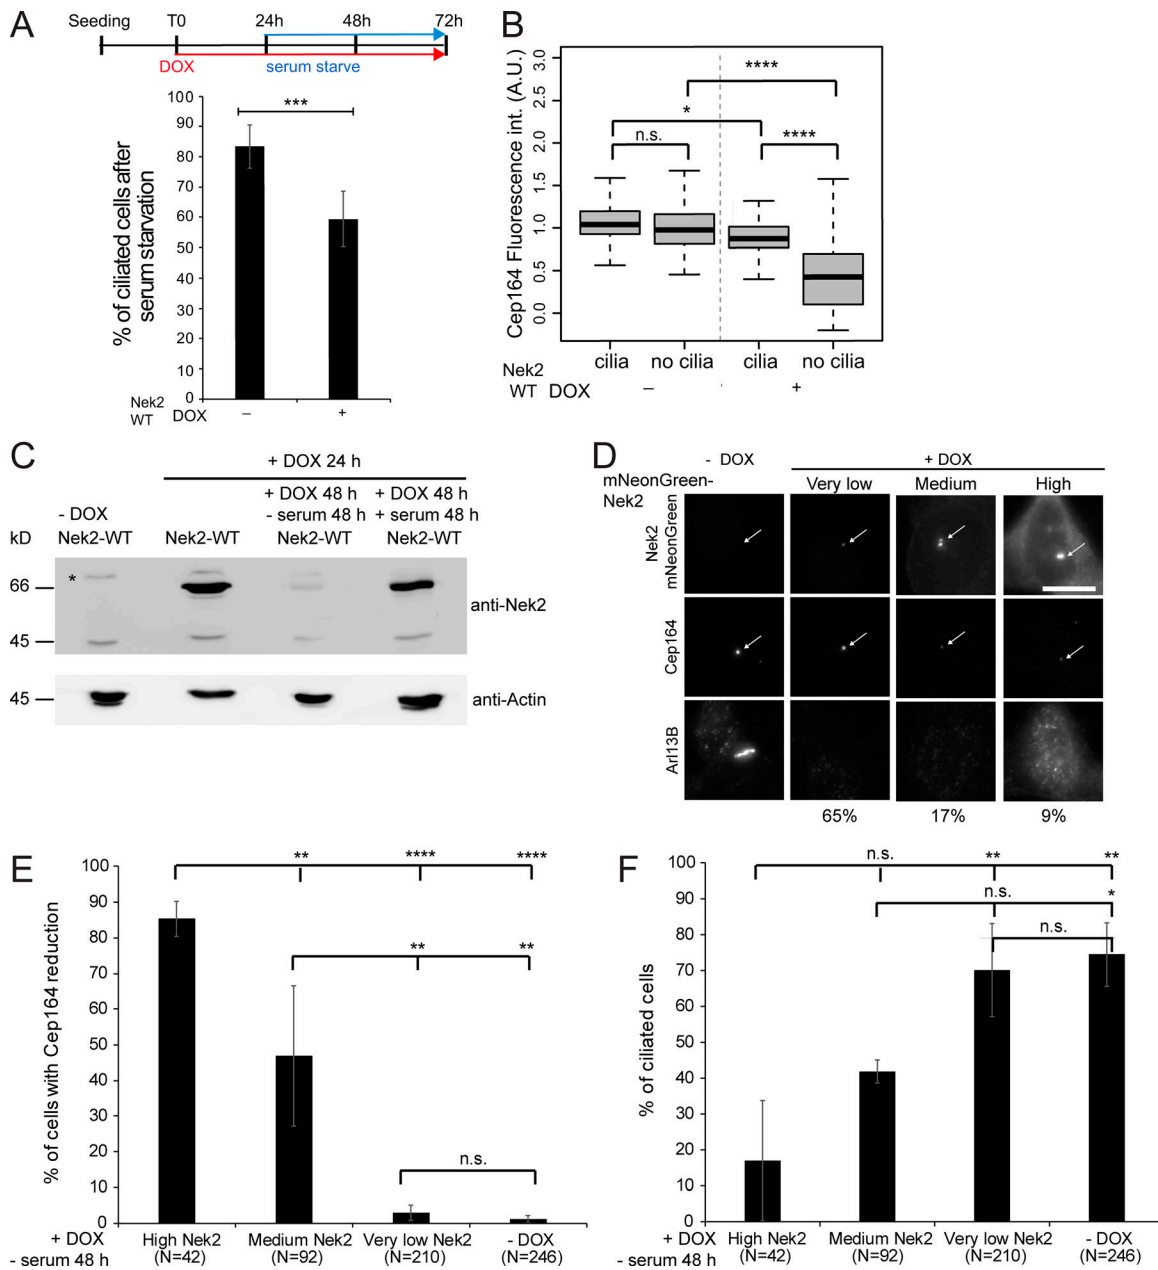 A
Seeding T0 24h 48h 72h
DOX serum starve
***
% of ciliated cells after
serum starvation
100
90
80
70
60
50
40
30
20
10
0
Nek2
WT DOX – +
B
Cep164 Fluorescence int. (A.U.)
3.0
2.5
2.0
1.5
1.0
0.5
0.0
****
*
n.s. ****
cilia no cilia cilia no cilia
Nek2
WT DOX – +
C
+ DOX 24 h
+ DOX 48 h + DOX 48 h
- DOX - serum 48 h + serum 48 h
kD Nek2-WT Nek2-WT Nek2-WT Nek2-WT
*
66
45
anti-Nek2
45
anti-Actin
D
- DOX + DOX
mNeonGreen-
Nek2
Very low Medium High
Nek2
mNeonGreen
Cep164
Arl13B
65% 17% 9%
E
% of cells with Cep164 reduction
100
90
80
70
60
50
40
30
20
10
0
** **** ****
** **
n.s.
+ DOX High Nek2 Medium Nek2 Very low Nek2 - DOX
- serum 48 h (N=42) (N=92) (N=210) (N=246)
F
% of ciliated cells
100
90
80
70
60
50
40
30
20
10
0
n.s. ** **
n.s. *
n.s.
+ DOX High Nek2 Medium Nek2 Very low Nek2 - DOX
- serum 48 h (N=42) (N=92) (N=210) (N=246)